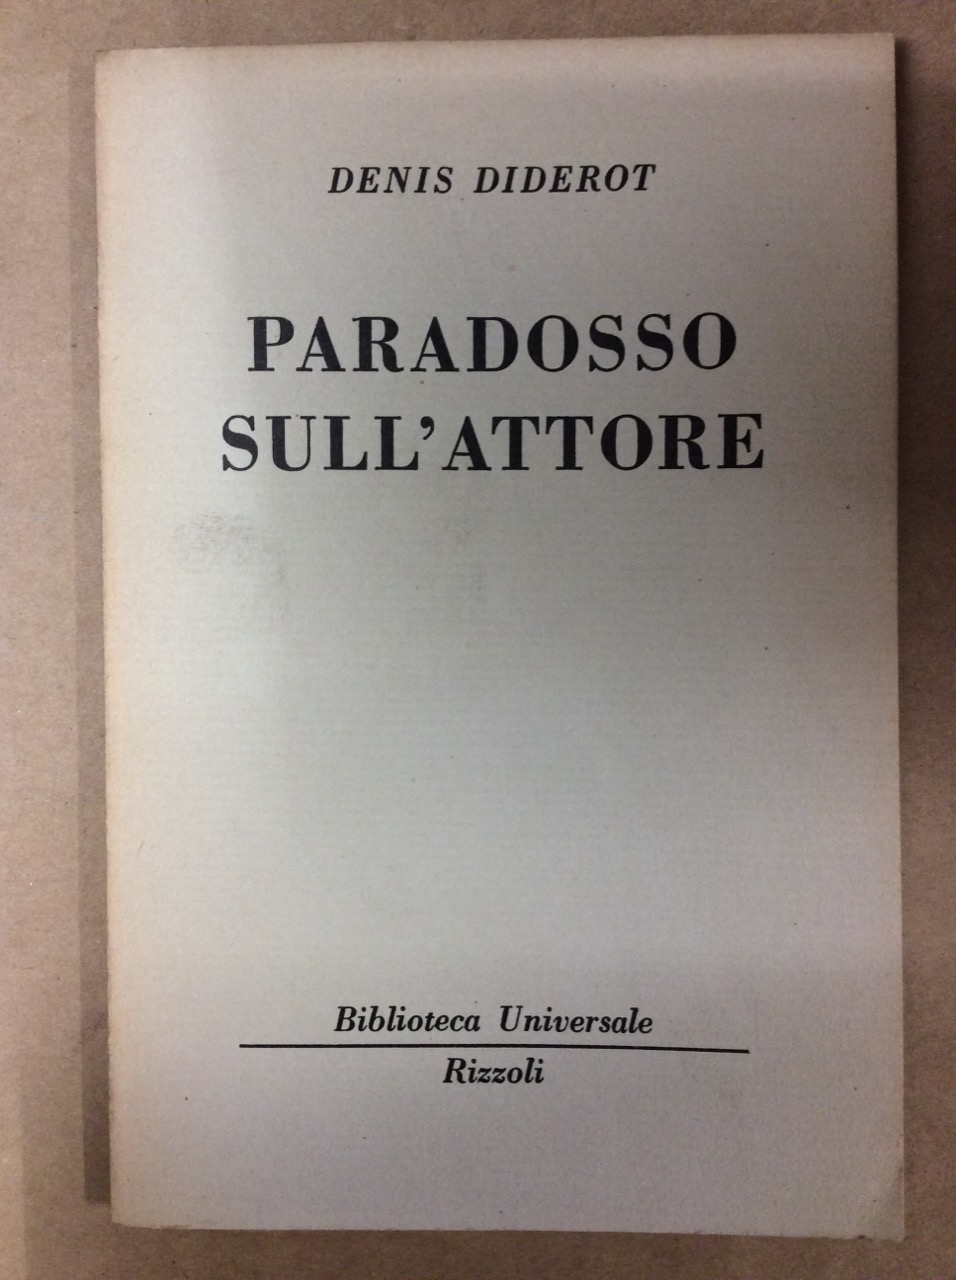 DENIS DIDEROT
PARADOSSO
SULL'ATTORE
Biblioteca Universale
Rizzoli